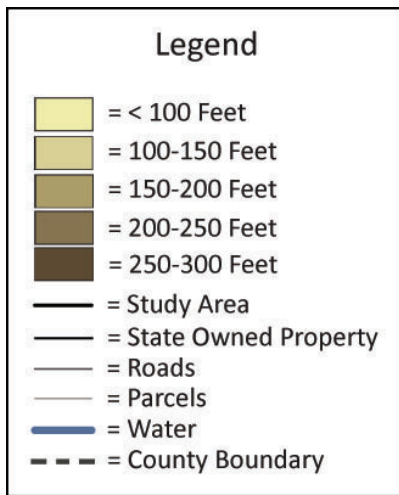 Legend
= < 100 Feet
= 100-150 Feet
= 150-200 Feet
= 200-250 Feet
= 250-300 Feet
= Study Area
= State Owned Property
= Roads
= Parcels
= Water
= County Boundary